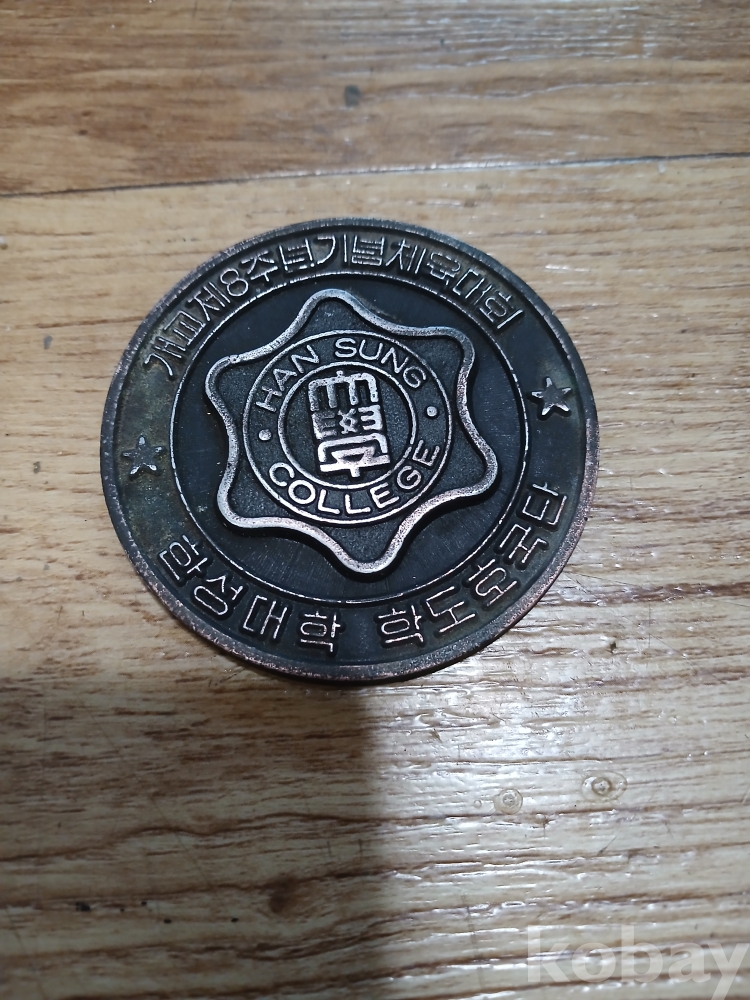 개교제8주년기념체육대회
HAN SUNG
大學
COLLEGE
한성대학 학도호국단
kobay